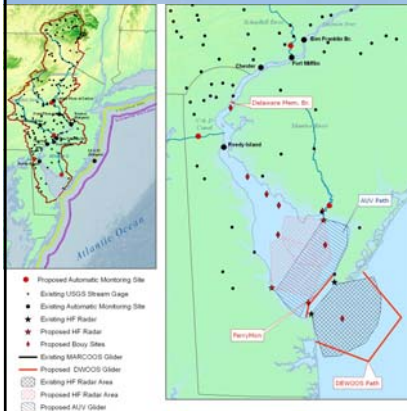 Atlantic Ocean
Proposed Automatic Monitoring Site
Existing USGS Stream Gage
Existing Automatic Monitoring Site
Existing HF Radar
Proposed HF Radar
Proposed Bouy Sites
Existing MARCOOS Glider
Proposed DWOOS Glider
Existing HF Radar Area
Proposed HF Radar Area
Proposed AUV Glider
Ben Franklin Br.
Fort Mifflin
Chester
Delaware Mem. Br.
Reedy Island
AUV Path
FerryMon
DEWOOS Path